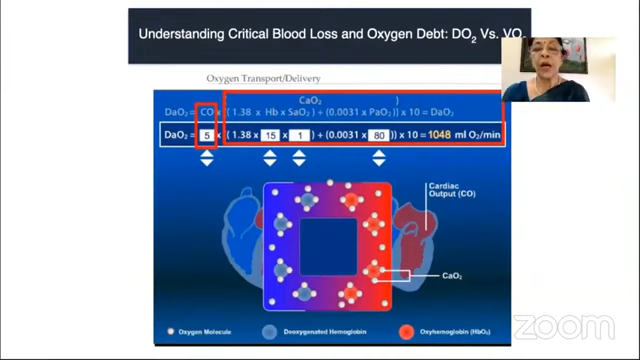 Understanding Critical Blood Loss and Oxygen Debt: DO2 Vs. VO
Oxygen Transport/Delivery
CaO2
DaO2 = CO x ( 1.38 x Hb x SaO2 ) + (0.0031 x PaO2 )) x 10 = DaO2
DaO2 = 5 x (1.38 x 15 x 1 ) + (0.0031 x 80 )) x 10 = 1048 ml O2/min
Cardiac
Output (CO)
CaO2
Oxygen Molecule
Deoxygenated Hemoglobin
Oxyhemoglobin (HbO2)
zoom